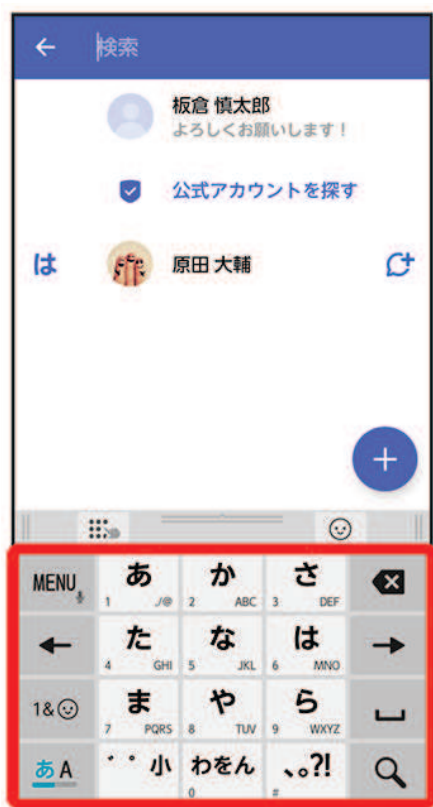 検索
板倉 慎太郎
よろしくお願いします！
公式アカウントを探す
は 原田 大輔
MENU あ か さ
1 ./@ 2 ABC 3 DEF
た な は
4 GHI 5 JKL 6 MNO
1&☺ ま や ら
7 PQRS 8 TUV 9 WXYZ
あA ゛゜小 わをん 、。?!
0 #